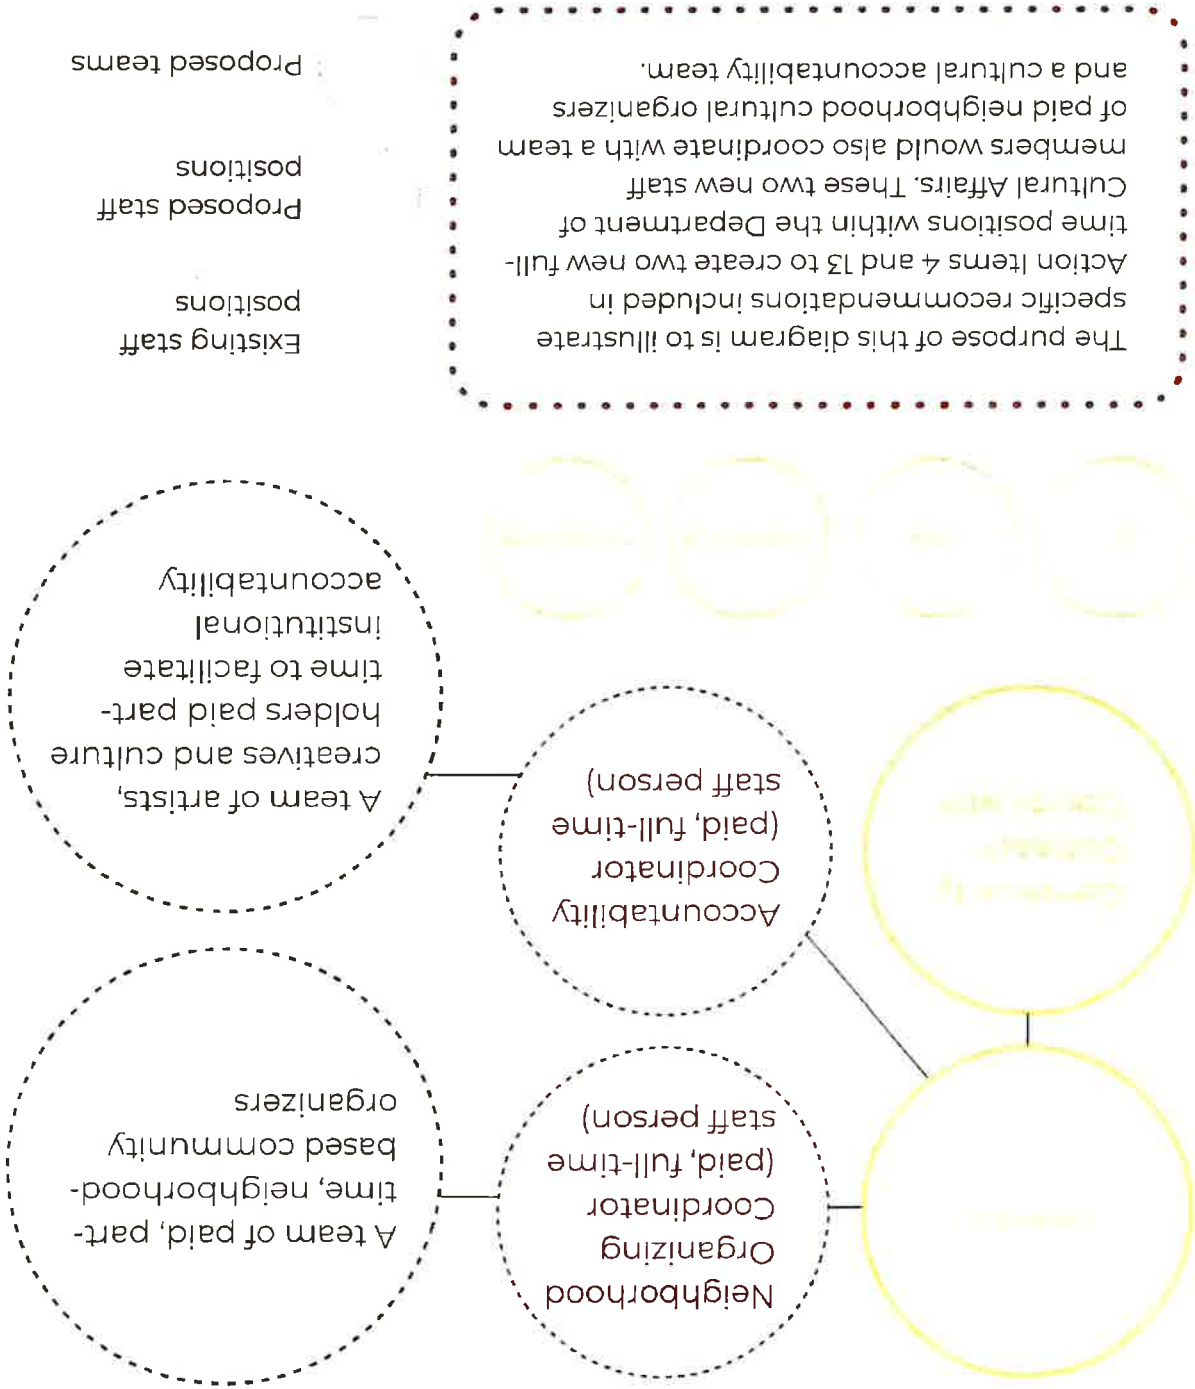 Neighborhood
Organizing
Coordinator
(paid, full-time
staff person)
A team of paid, part-
time, neighborhood-
based community
organizers
Accountability
Coordinator
(paid, full-time
staff person)
A team of artists,
creatives and culture
holders paid part-
time to facilitate
institutional
accountability
The purpose of this diagram is to illustrate
specific recommendations included in
Action Items 4 and 13 to create two new full-
time positions within the Department of
Cultural Affairs. These two new staff
members would also coordinate with a team
of paid neighborhood cultural organizers
and a cultural accountability team.
Existing staff
positions
Proposed staff
positions
Proposed teams